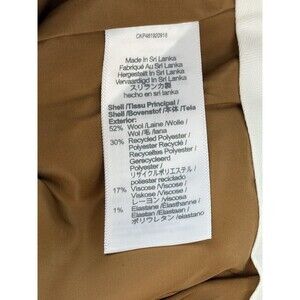 CKP481920918
Made in Sri Lanka
Fabriqué Au Sri Lanka
Hergestellt In Sri Lanka
Vervaardigd In Sri Lanka
スリランカ製
hecho en sri lanka
Shell / Tissu Principal /
Shell / Bovenstof / 本体 / Tela
Exterior:
52% Wool / Laine / Wolle /
Wol / 毛 / lana
30% Recycled Polyester /
Polyester Recyclé /
Recyceltes Polyester /
Gerecycleerd
Polyester /
リサイクルポリエステル /
poliester reciclado
17% Viscose / Viscose /
Viskose / Viscose /
レーヨン / viscosa
1% Elastane / Élasthanne /
Elastan / Elastaan /
ポリウレタン / elastano